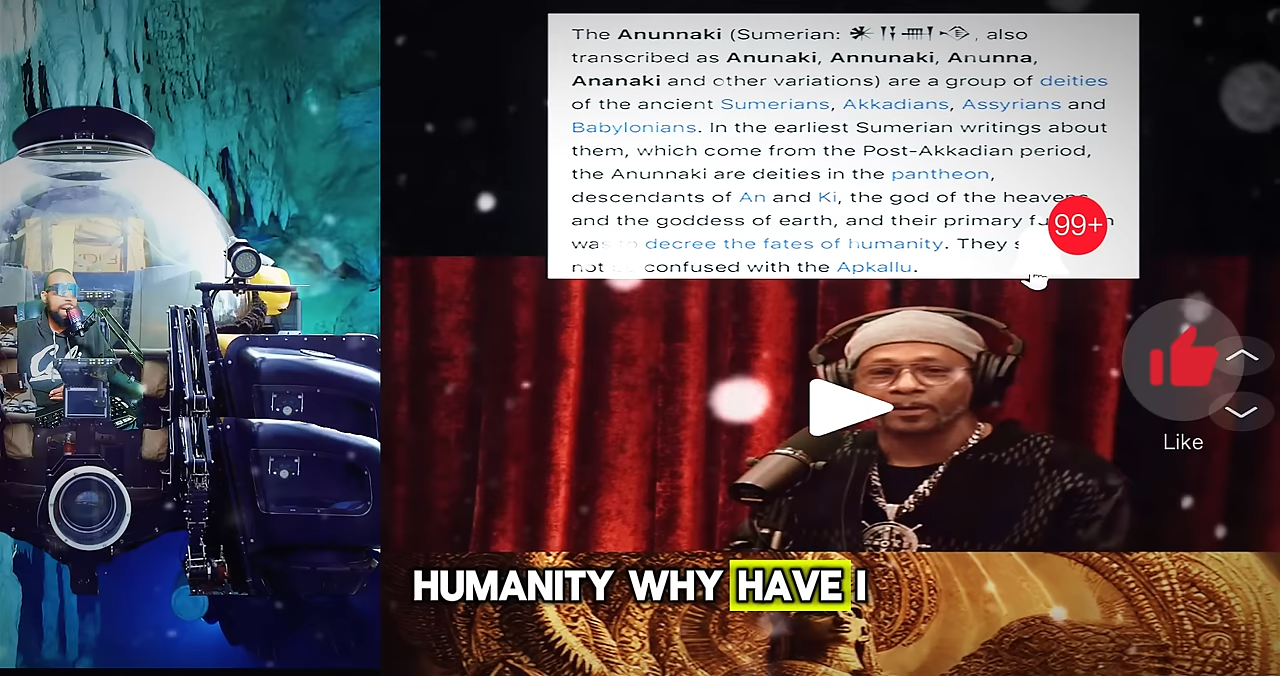 The Anunnaki (Sumerian: 𒀭𒀀𒉣𒈾, also
transcribed as Anunaki, Annunaki, Anunna,
Ananaki and other variations) are a group of deities
of the ancient Sumerians, Akkadians, Assyrians and
Babylonians. In the earliest Sumerian writings about
them, which come from the Post-Akkadian period,
the Anunnaki are deities in the pantheon,
descendants of An and Ki, the god of the heavens
and the goddess of earth, and their primary
was to decree the fates of humanity. They
not confused with the Apkallu.
99+
Like
HUMANITY WHY HAVE I